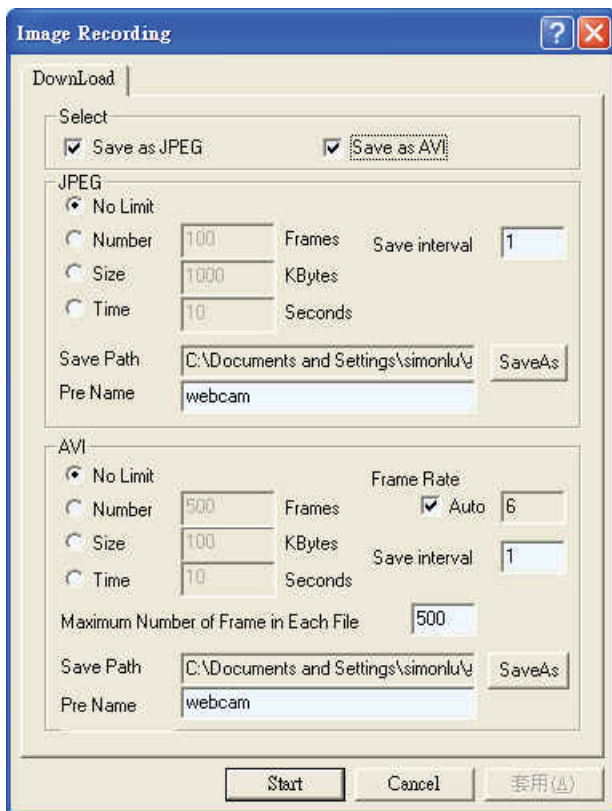 Image Recording
DownLoad
Select
Save as JPEG Save as AVI
JPEG
No Limit
Number 100 Frames Save interval 1
Size 1000 KBytes
Time 10 Seconds
Save Path C:\Documents and Settings\simonlu\ SaveAs
Pre Name webcam
AVI
No Limit Frame Rate
Number 500 Frames Auto 6
Size 100 KBytes Save interval 1
Time 10 Seconds
Maximum Number of Frame in Each File 500
Save Path C:\Documents and Settings\simonlu\ SaveAs
Pre Name webcam
Start Cancel 套用(A)